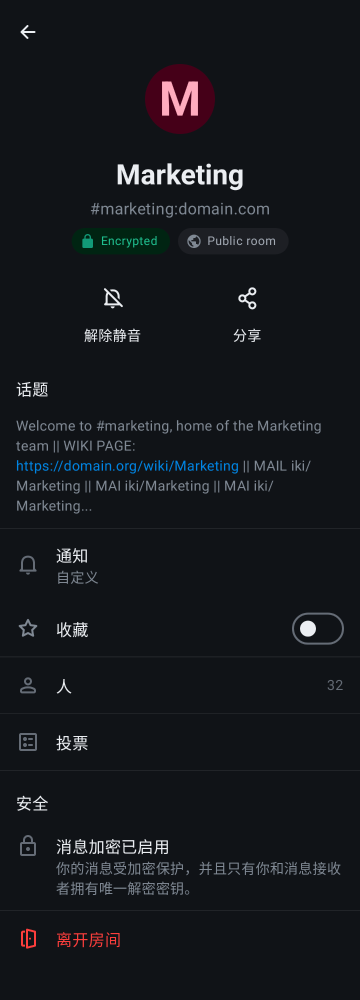 M
Marketing
#marketing:domain.com
Encrypted
Public room
解除静音
分享
话题
Welcome to #marketing, home of the Marketing
team || WIKI PAGE:
https://domain.org/wiki/Marketing || MAIL iki/
Marketing || MAI iki/Marketing || MAI iki/
Marketing...
通知
自定义
收藏
人
32
投票
安全
消息加密已启用
你的消息受加密保护，并且只有你和消息接收
者拥有唯一解密密钥。
离开房间